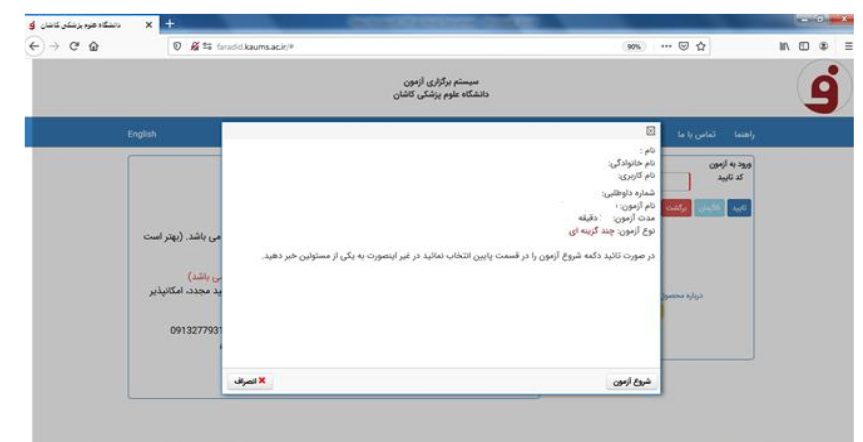 دانشگاه علوم پزشکی کاشان
faradid.kaums.ac.ir/#
90%
سیستم برگزاری آزمون
دانشگاه علوم پزشکی کاشان
راهنما
تماس با ما
English
ورود به آزمون
کد تایید
تایید
برگشت
نام :
نام خانوادگی:
نام کاربری:
شماره داوطلبی:
نام آزمون:
مدت آزمون: دقیقه
نوع آزمون: چند گزینه ای
در صورت تائید دکمه شروع آزمون را در قسمت پایین انتخاب نمائید در غیر اینصورت به یکی از مسئولین خبر دهید.
شروع آزمون
انصراف
می باشد. (بهتر است
ی باشد)
ید مجدد، امکانپذیر
091327793
درباره محصول